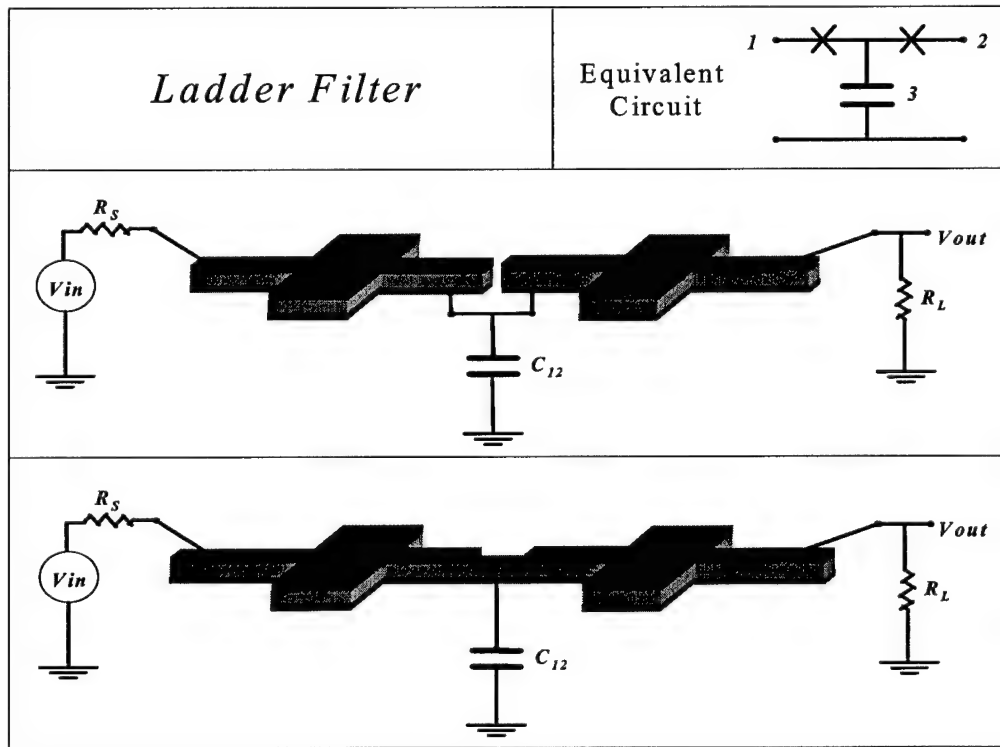 Ladder Filter
Equivalent
Circuit
1
2
3
R_S
Vin
Vout
R_L
C_12
R_S
Vin
Vout
R_L
C_12